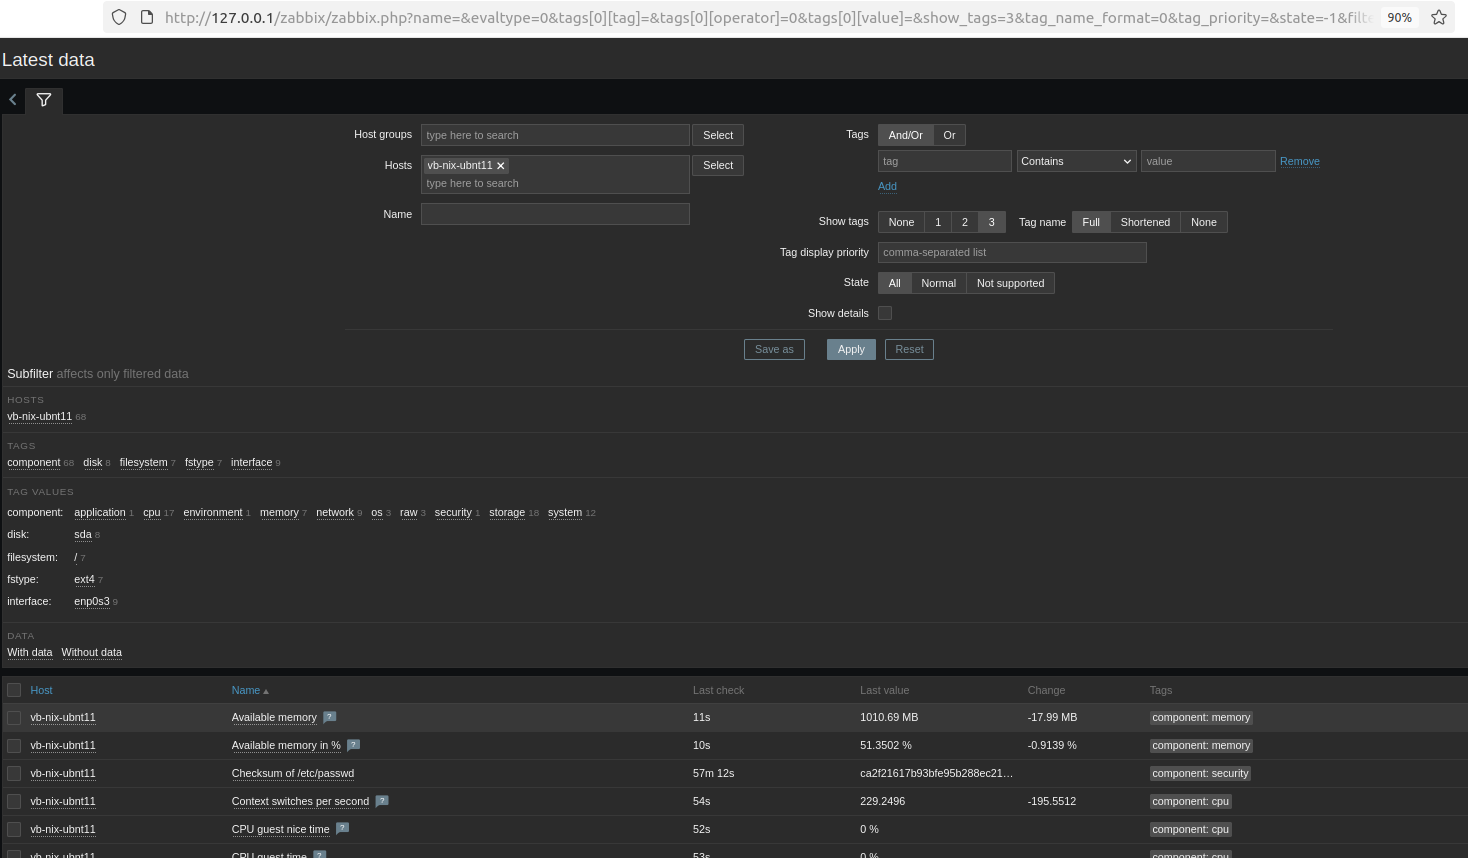 http://127.0.0.1/zabbix/zabbix.php?name=&evaltype=0&tags[0][tag]=&tags[0][operator]=0&tags[0][value]=&show_tags=3&tag_name_format=0&tag_priority=&state=-1&filte 90%
Latest data
Host groups type here to search Select Tags And/Or Or
Hosts vb-nix-ubnt11 Select tag Contains value Remove
type here to search Add
Name
Show tags None 1 2 3 Tag name Full Shortened None
Tag display priority comma-separated list
State All Normal Not supported
Show details
Save as Apply Reset
Subfilter affects only filtered data
HOSTS
vb-nix-ubnt11 68
TAGS
component 68 disk 8 filesystem 7 fstype 7 interface 9
TAG VALUES
component: application 1 cpu 17 environment 1 memory 7 network 9 os 3 raw 3 security 1 storage 18 system 12
disk: sda 8
filesystem: / 7
fstype: ext4 7
interface: enp0s3 9
DATA
With data Without data
Host Name Last check Last value Change Tags
vb-nix-ubnt11 Available memory ? 11s 1010.69 MB -17.99 MB component: memory
vb-nix-ubnt11 Available memory in % ? 10s 51.3502 % -0.9139 % component: memory
vb-nix-ubnt11 Checksum of /etc/passwd 57m 12s ca2f21617b93bfe95b288ec21… component: security
vb-nix-ubnt11 Context switches per second ? 54s 229.2496 -195.5512 component: cpu
vb-nix-ubnt11 CPU guest nice time ? 52s 0 % component: cpu
vb-nix-ubnt11 CPU guest time ? 53s 0 % component: cpu